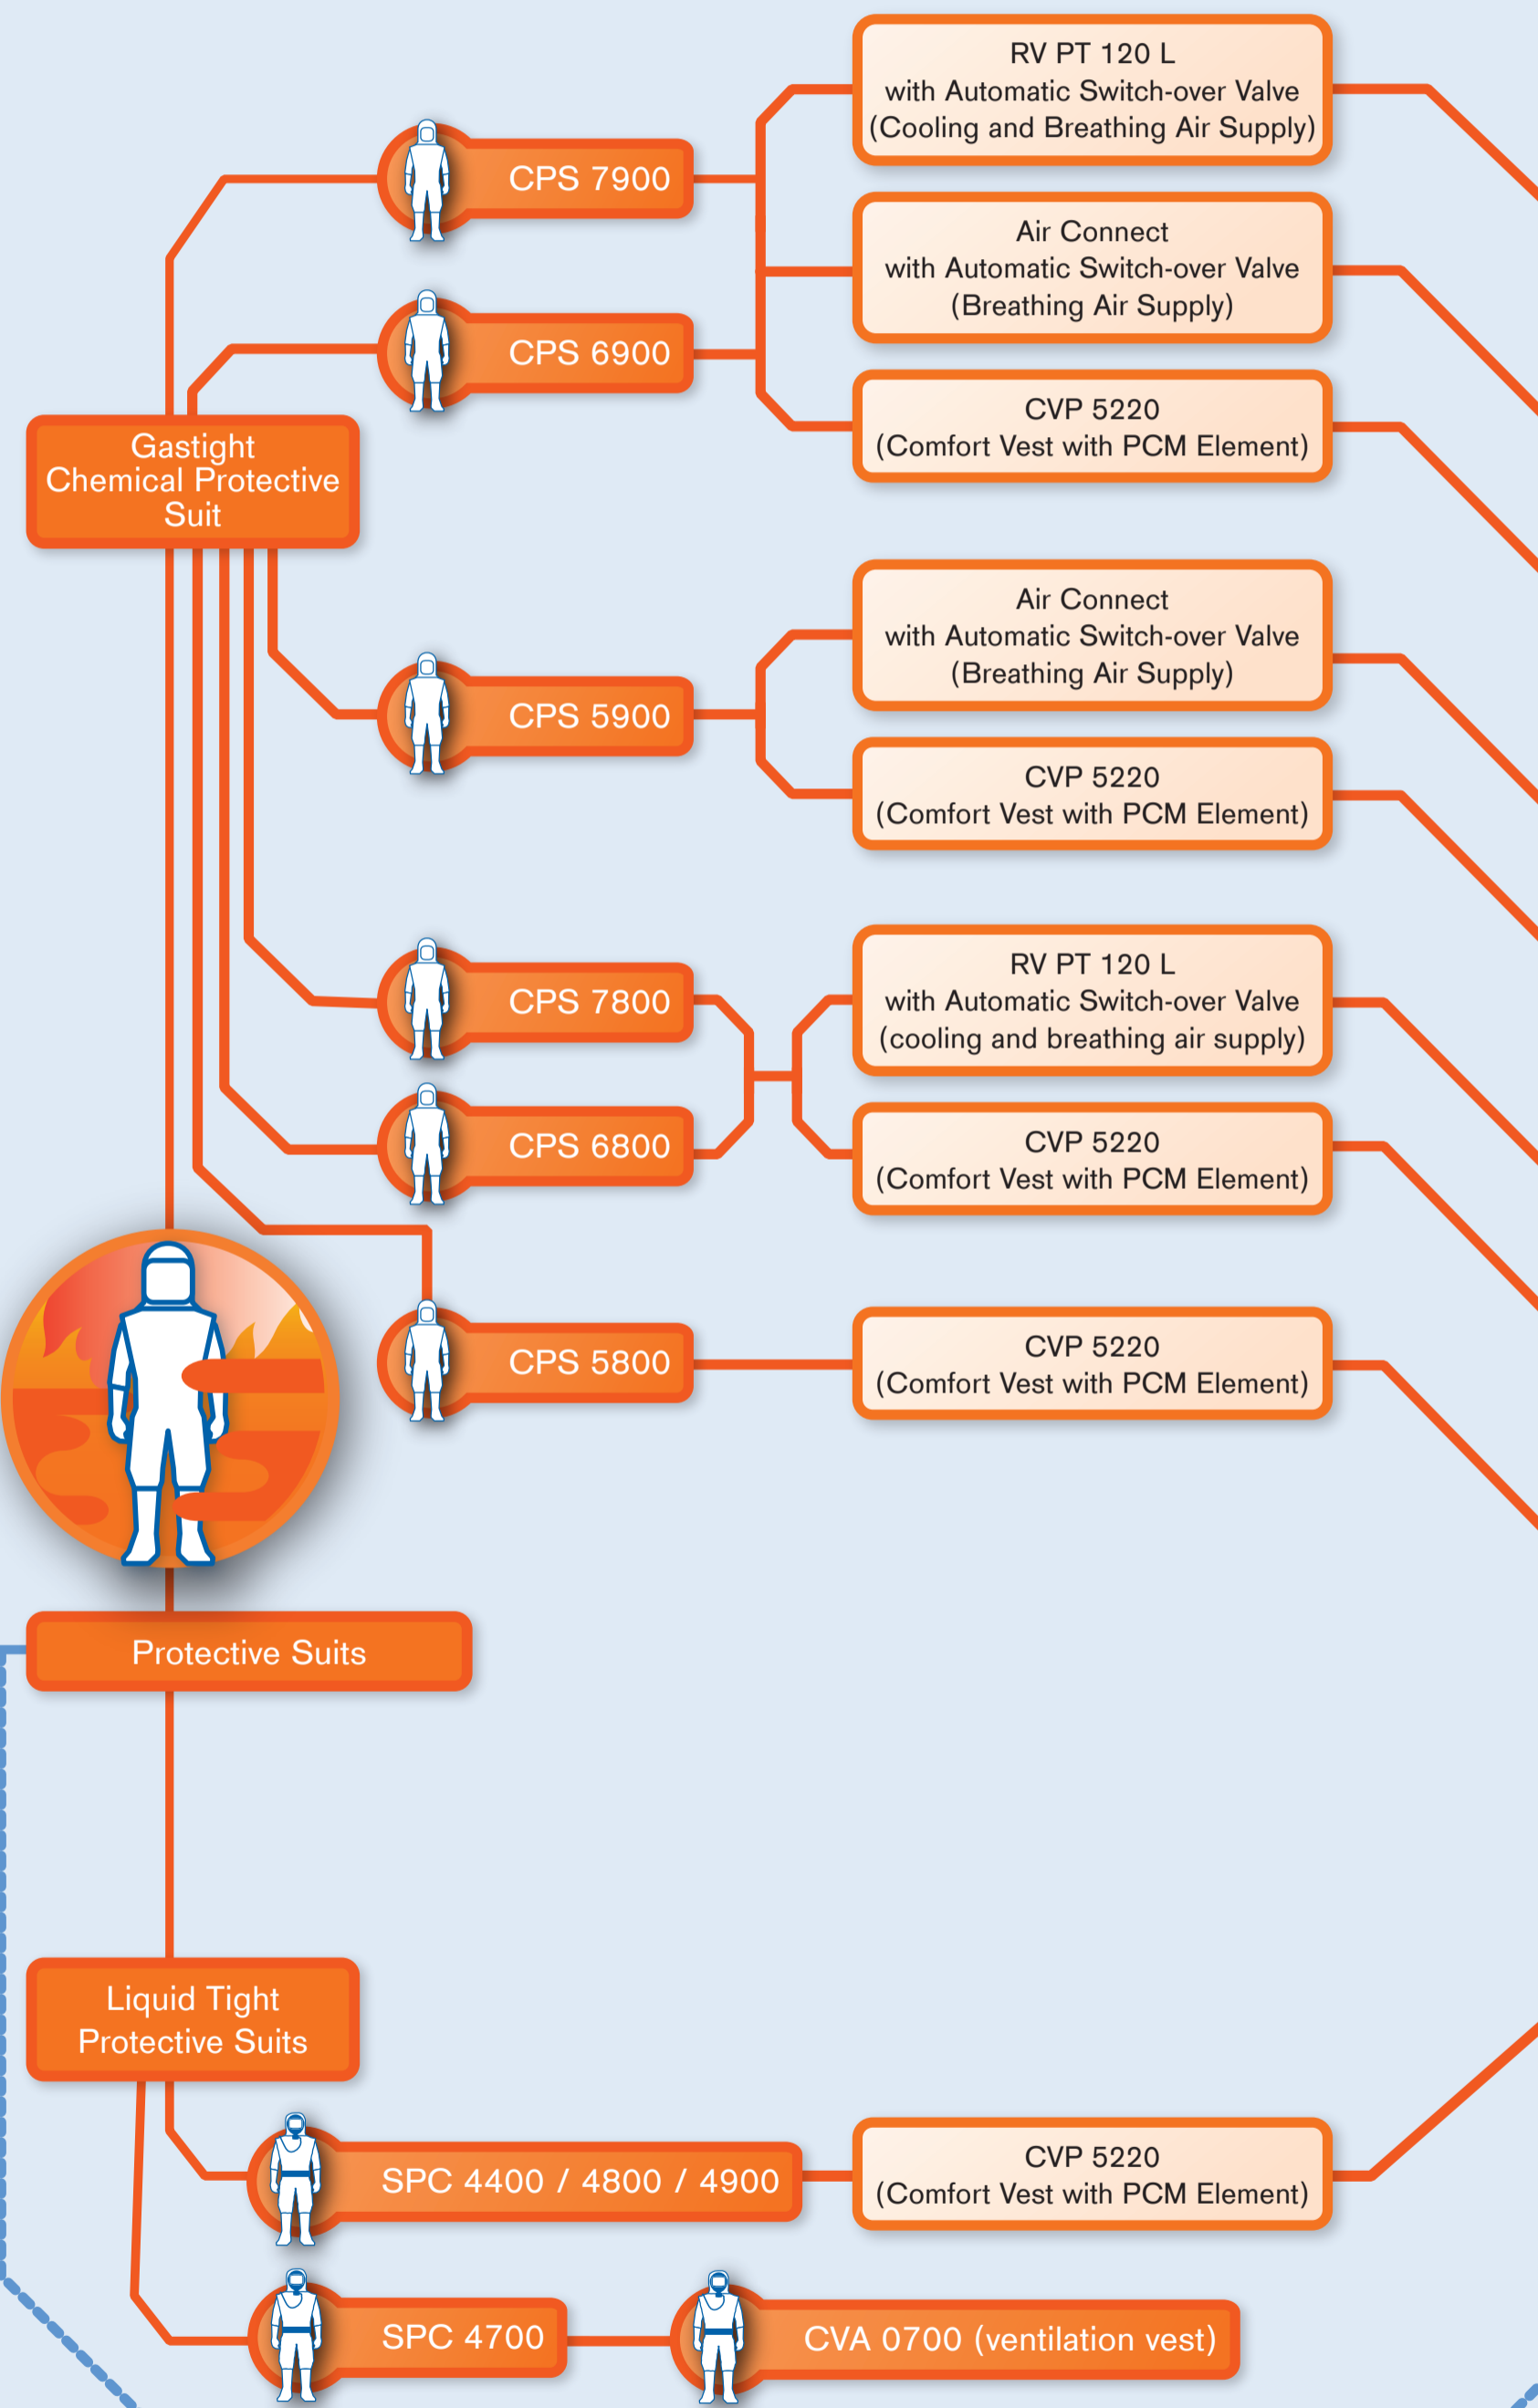 RV PT 120 L
with Automatic Switch-over Valve
(Cooling and Breathing Air Supply)
CPS 7900
Air Connect
with Automatic Switch-over Valve
(Breathing Air Supply)
CPS 6900
CVP 5220
(Comfort Vest with PCM Element)
Gastight
Chemical Protective
Suit
Air Connect
with Automatic Switch-over Valve
(Breathing Air Supply)
CPS 5900
CVP 5220
(Comfort Vest with PCM Element)
RV PT 120 L
with Automatic Switch-over Valve
(cooling and breathing air supply)
CPS 7800
CPS 6800
CVP 5220
(Comfort Vest with PCM Element)
CPS 5800
CVP 5220
(Comfort Vest with PCM Element)
Protective Suits
Liquid Tight
Protective Suits
SPC 4400 / 4800 / 4900
CVP 5220
(Comfort Vest with PCM Element)
SPC 4700
CVA 0700 (ventilation vest)